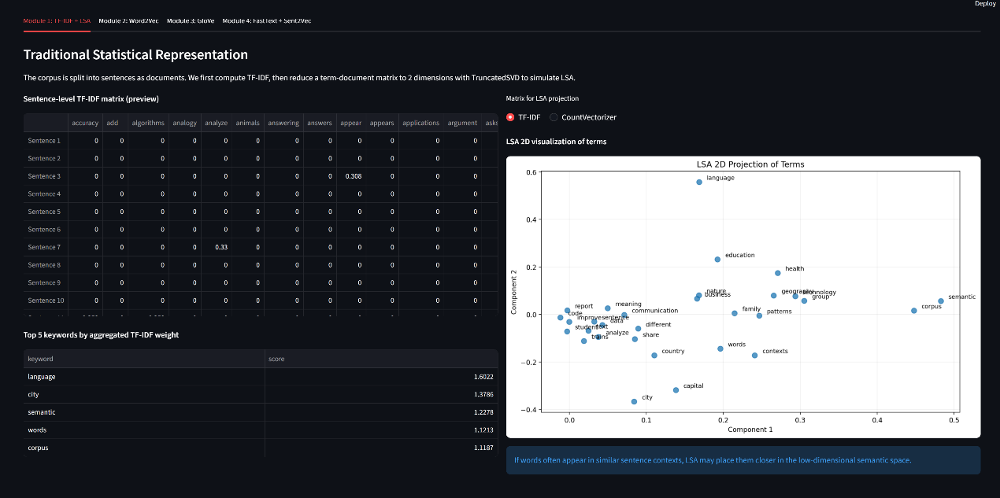 Deploy
Module 1: TF-IDF + LSA Module 2: Word2Vec Module 3: GloVe Module 4: FastText + Sent2Vec
Traditional Statistical Representation
The corpus is split into sentences as documents. We first compute TF-IDF, then reduce a term-document matrix to 2 dimensions with TruncatedSVD to simulate LSA.
Sentence-level TF-IDF matrix (preview)
accuracy add algorithms analogy analyze animals answering answers appear appears applications argument asks
Sentence 1 0 0 0 0 0 0 0 0 0 0 0 0
Sentence 2 0 0 0 0 0 0 0 0 0 0 0 0
Sentence 3 0 0 0 0 0 0 0 0 0.308 0 0 0
Sentence 4 0 0 0 0 0 0 0 0 0 0 0 0
Sentence 5 0 0 0 0 0 0 0 0 0 0 0 0
Sentence 6 0 0 0 0 0 0 0 0 0 0 0 0
Sentence 7 0 0 0 0 0.33 0 0 0 0 0 0 0
Sentence 8 0 0 0 0 0 0 0 0 0 0 0 0
Sentence 9 0 0 0 0 0 0 0 0 0 0 0 0
Sentence 10 0 0 0 0 0 0 0 0 0 0 0 0
Top 5 keywords by aggregated TF-IDF weight
keyword score
language 1.6022
city 1.3786
semantic 1.2278
words 1.1213
corpus 1.1187
Matrix for LSA projection
TF-IDF CountVectorizer
LSA 2D visualization of terms
LSA 2D Projection of Terms
0.6
language
0.4
education
0.2
health
nature
business
geography
technology
group
semantic
corpus
report
meaning
code
improve
sentence
communication
family
patterns
0.0
student
text
data
different
trains
analyze
share
words
country
contexts
−0.2
capital
city
−0.4
Component 2
0.0 0.1 0.2 0.3 0.4 0.5
Component 1
If words often appear in similar sentence contexts, LSA may place them closer in the low-dimensional semantic space.